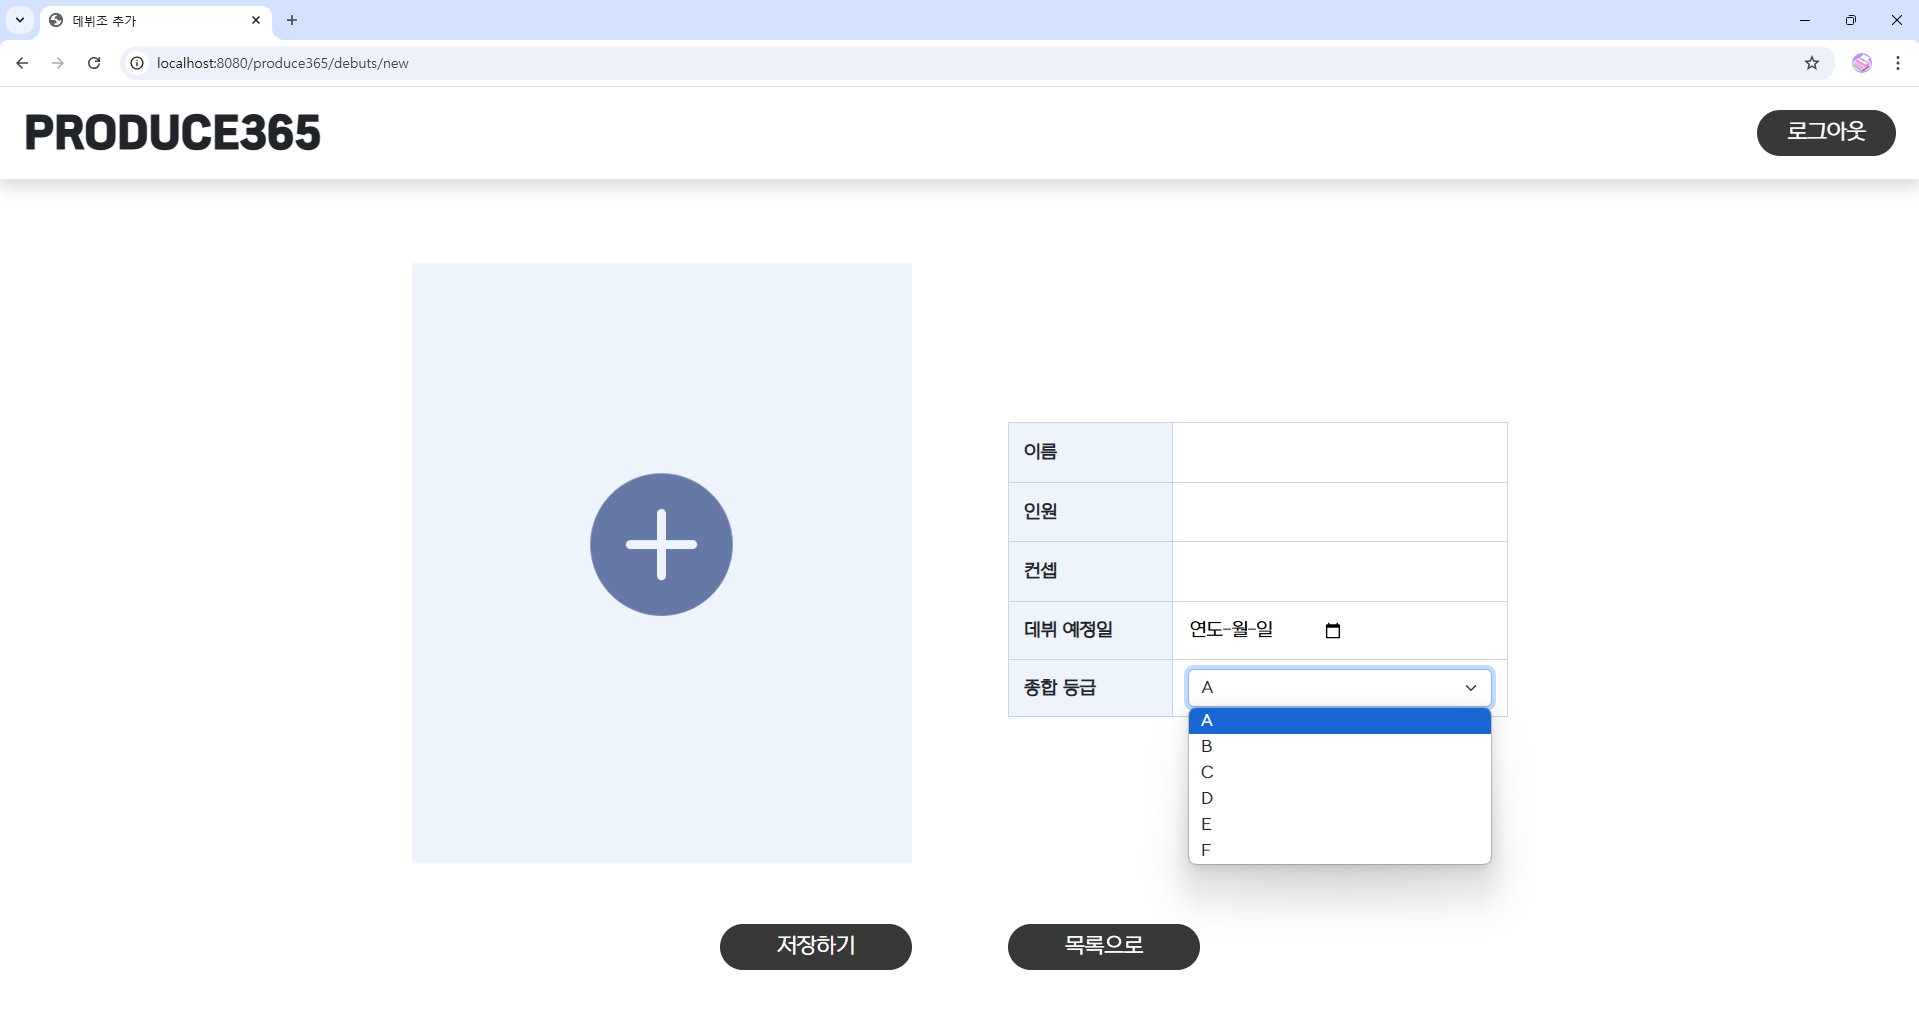 데뷔조 추가
localhost:8080/produce365/debuts/new
PRODUCE365
로그아웃
이름
인원
컨셉
데뷔 예정일
연도-월-일
종합 등급
A
A
B
C
D
E
F
저장하기
목록으로